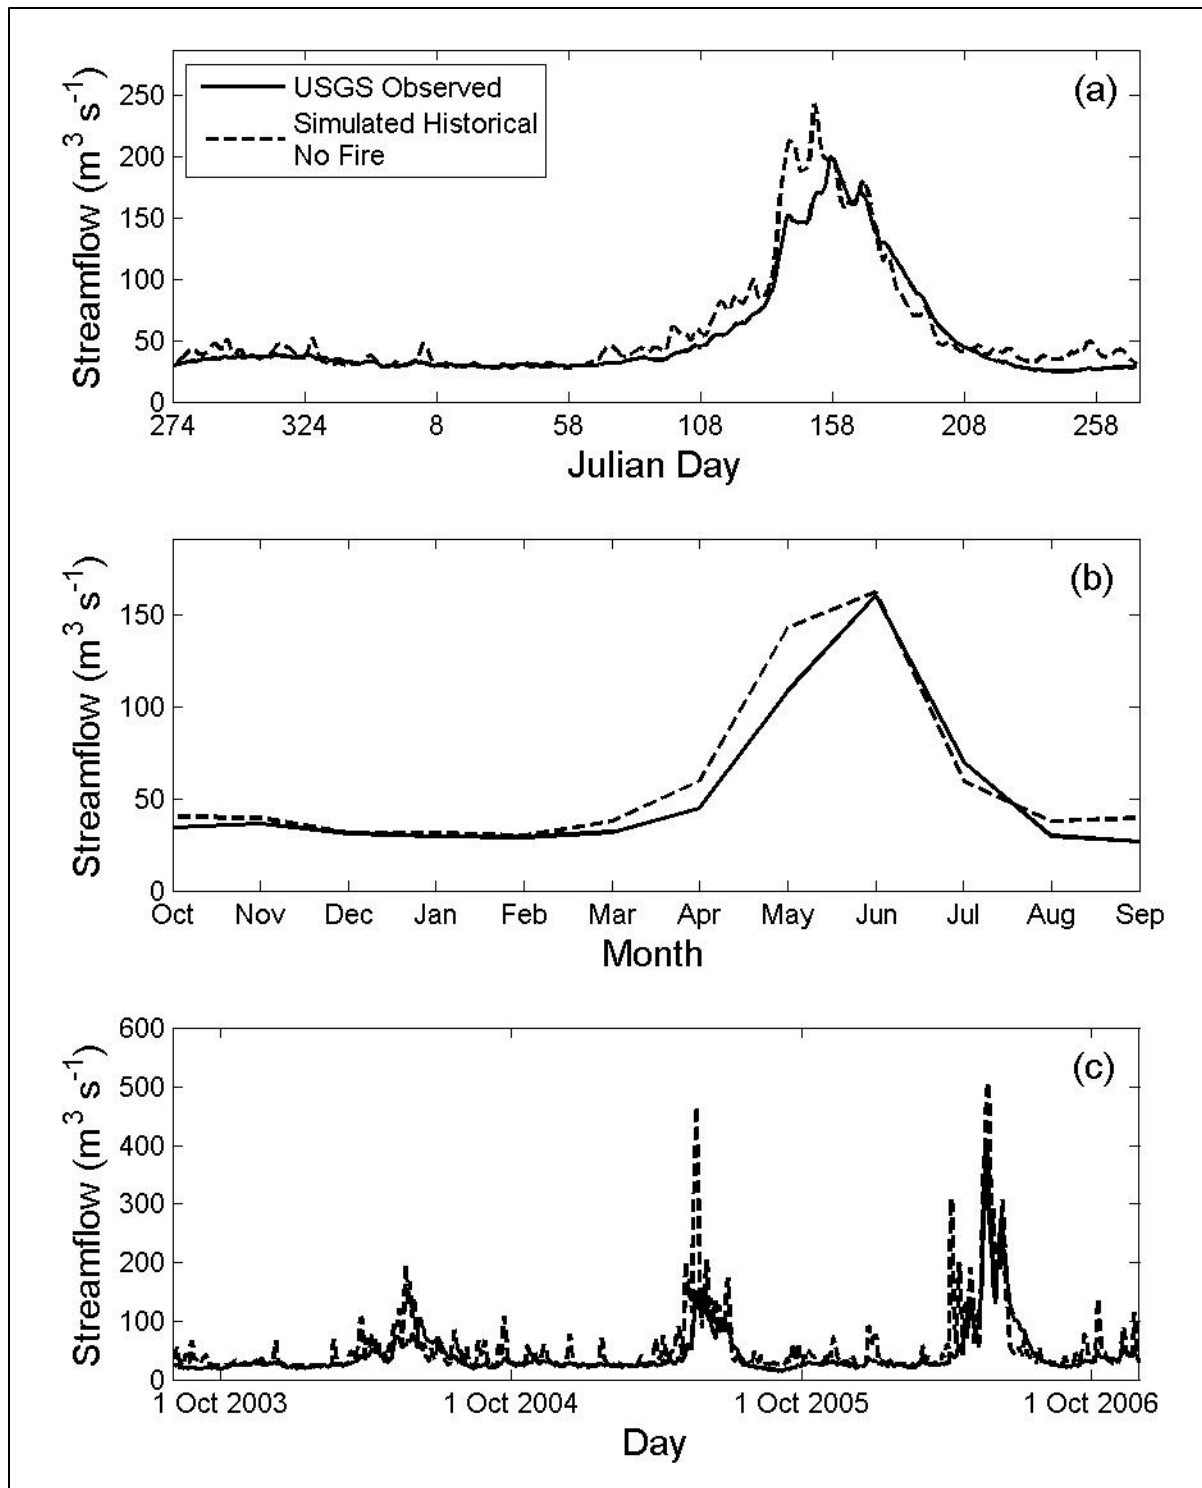 (a)
USGS Observed
Simulated Historical
No Fire
Streamflow (m³ s⁻¹)
250
200
150
100
50
0
274 324 8 58 108 158 208 258
Julian Day
(b)
Streamflow (m³ s⁻¹)
150
100
50
0
Oct Nov Dec Jan Feb Mar Apr May Jun Jul Aug Sep
Month
(c)
Streamflow (m³ s⁻¹)
600
500
400
300
200
100
0
1 Oct 2003 1 Oct 2004 1 Oct 2005 1 Oct 2006
Day